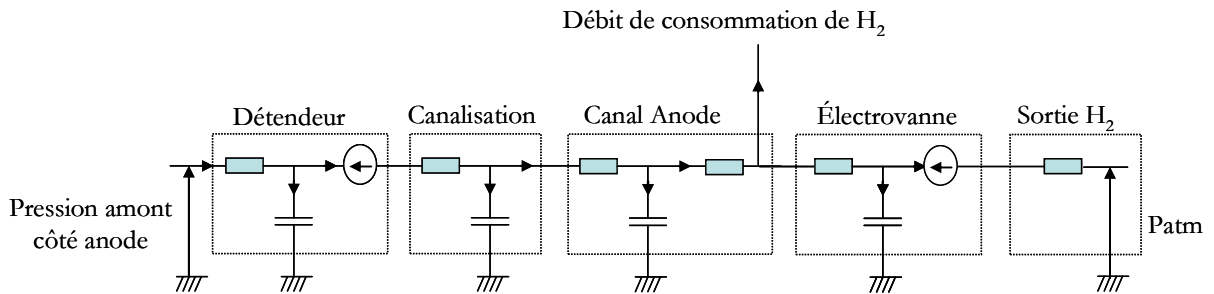 Débit de consommation de H2
Détendeur
Canalisation
Canal Anode
Électrovanne
Sortie H2
Pression amont
côté anode
Patm